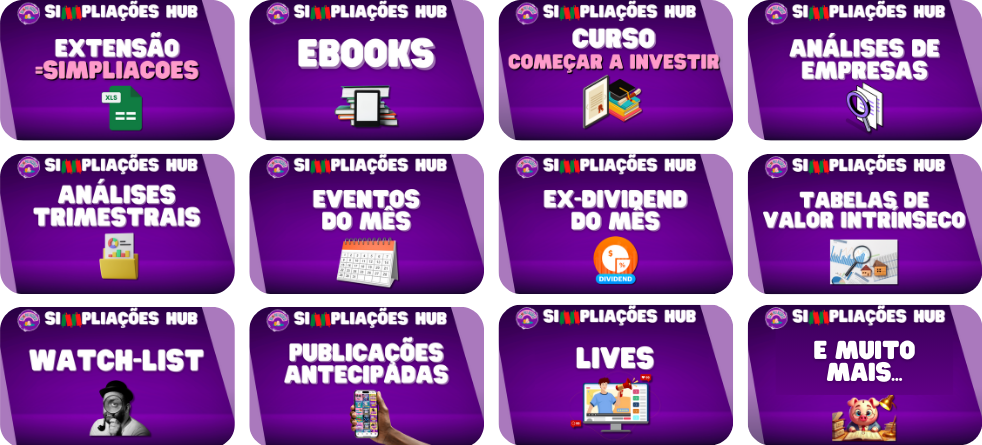 SIMPLIAÇÕES HUB
EXTENSÃO
=SIMPLIACOES
XLS
SIMPLIAÇÕES HUB
EBOOKS
SIMPLIAÇÕES HUB
CURSO
COMEÇAR A INVESTIR
SIMPLIAÇÕES HUB
ANÁLISES DE
EMPRESAS
SIMPLIAÇÕES HUB
ANÁLISES
TRIMESTRAIS
SIMPLIAÇÕES HUB
EVENTOS
DO MÊS
SIMPLIAÇÕES HUB
EX-DIVIDEND
DO MÊS
$
%
DIVIDEND
SIMPLIAÇÕES HUB
TABELAS DE
VALOR INTRÍNSECO
SIMPLIAÇÕES HUB
WATCH-LIST
SIMPLIAÇÕES HUB
PUBLICAÇÕES
ANTECIPADAS
SIMPLIAÇÕES HUB
LIVES
SIMPLIAÇÕES HUB
E MUITO
MAIS...